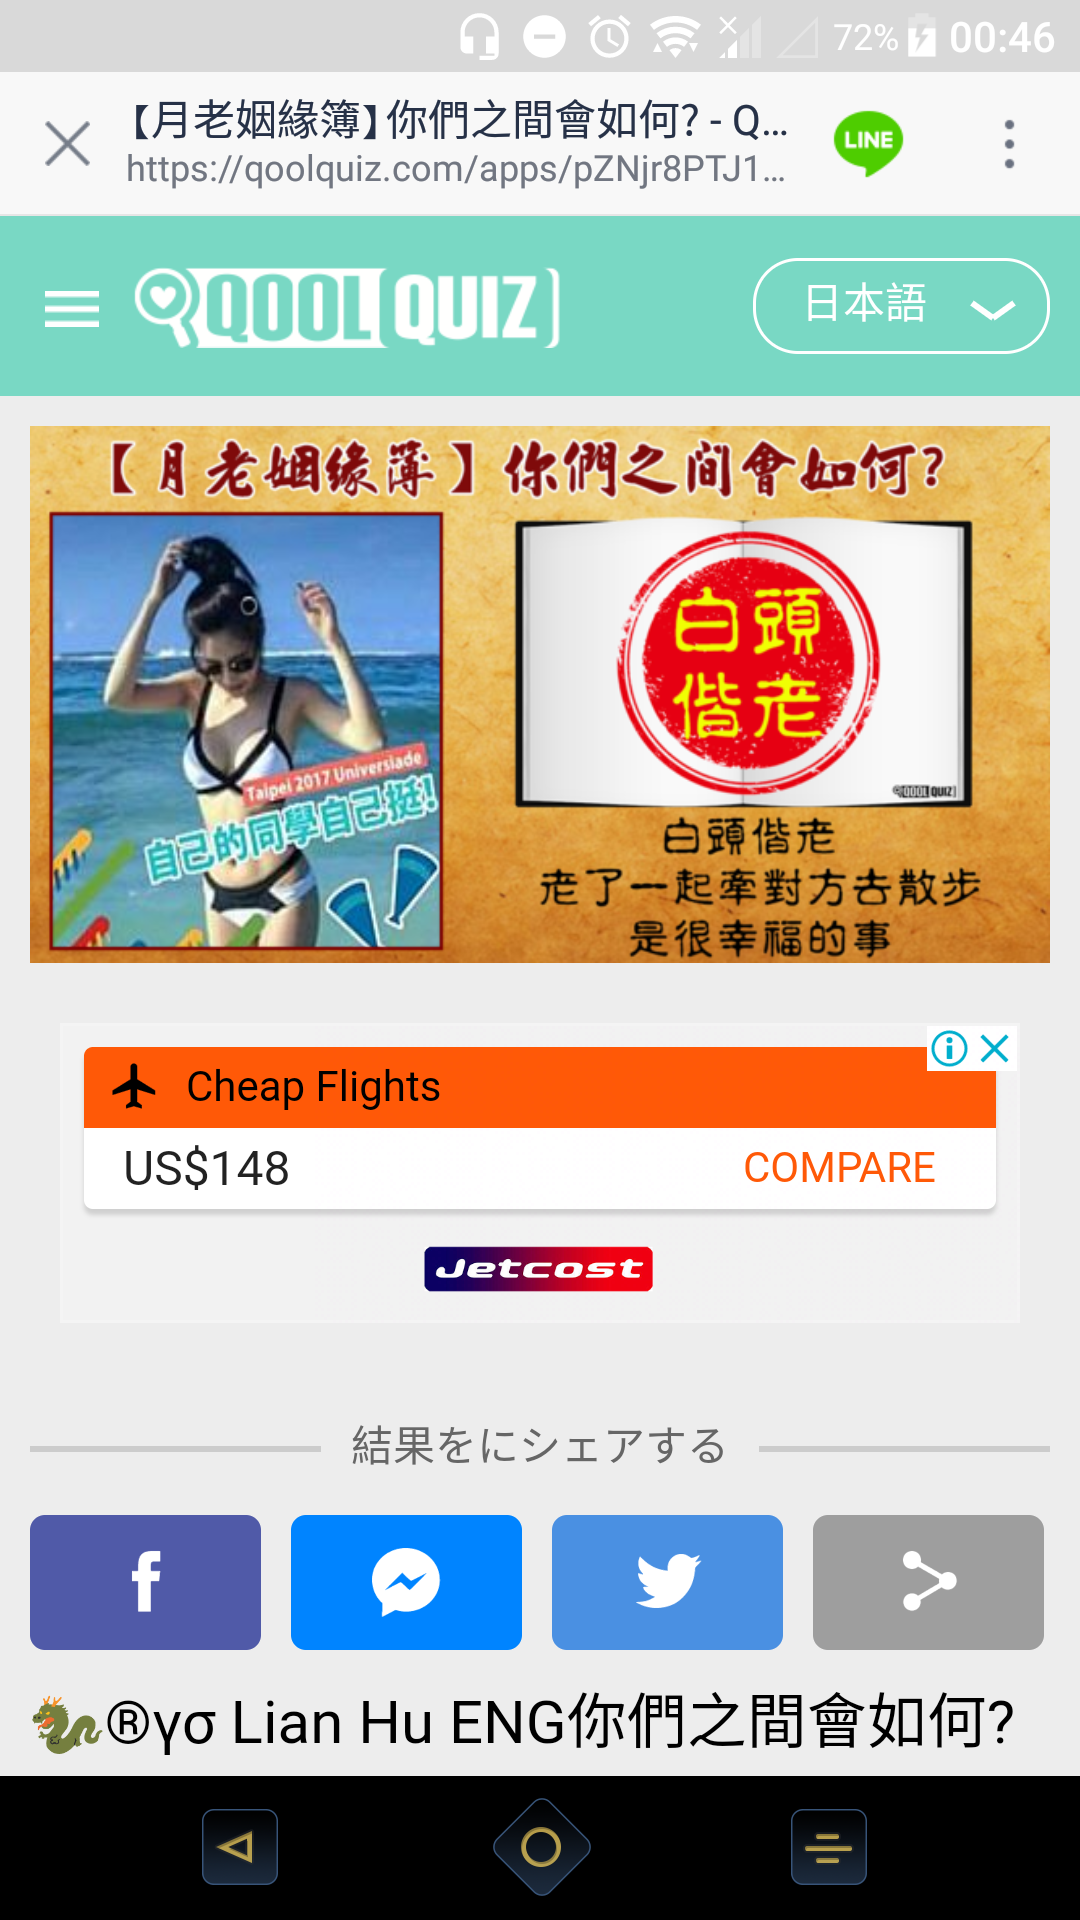 72% 00:46
【月老姻緣簿】你們之間會如何? - Q...
https://qoolquiz.com/apps/pZNjr8PTJ1...
LINE
QOOL QUIZ
日本語
【月老姻緣簿】你們之間會如何?
白頭
偕老
Taipei 2017 Universiade
自己的同學自己挺!
QOOL QUIZ
白頭偕老
老了一起牽對方去散步
是很幸福的事
Cheap Flights
US$148
COMPARE
Jetcost
結果をにシェアする
🐉®γσ Lian Hu ENG你們之間會如何?